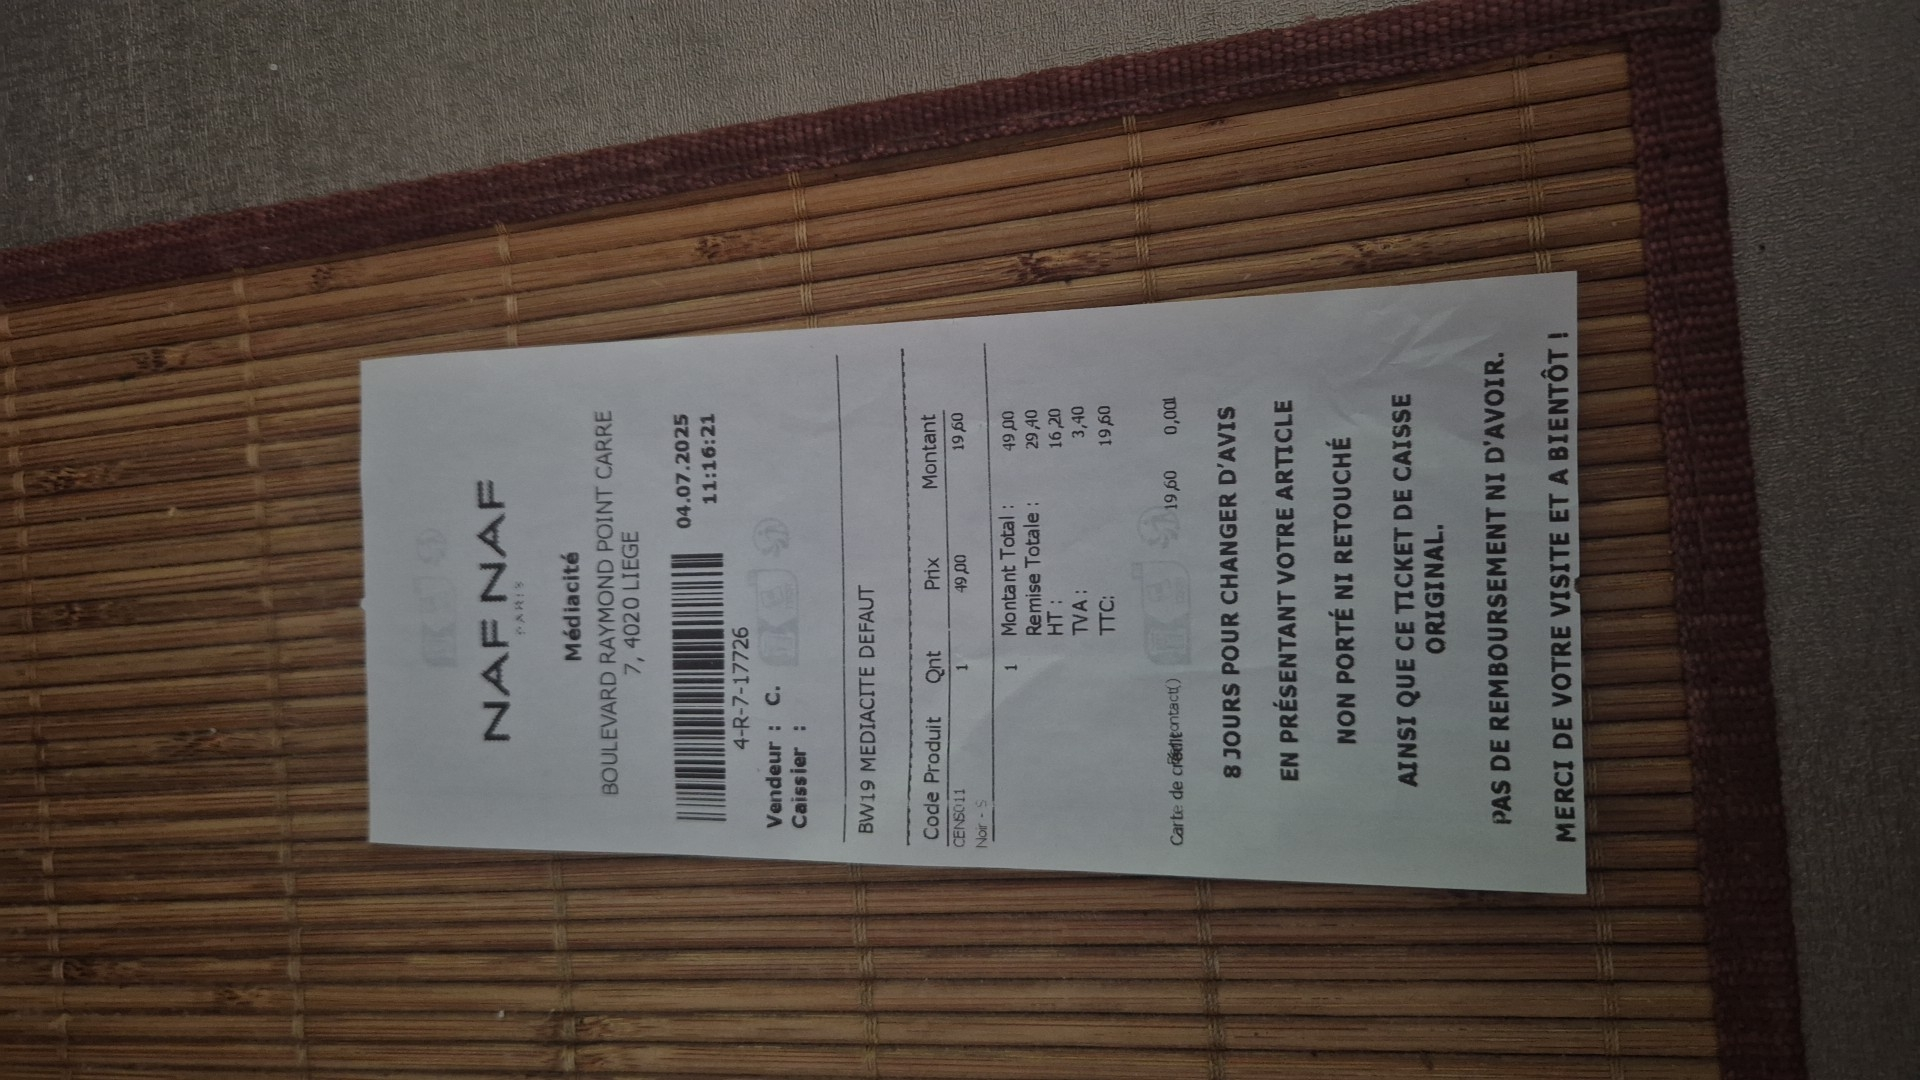 NAF NAF
PARIS
Médiacité
BOULEVARD RAYMOND POINT CARRE
7, 4020 LIEGE
04.07.2025
11:16:21
4-R-7-17726
Vendeur : C.
Caissier :
BW19 MEDIACITE DEFAUT
Code Produit Qnt Prix Montant
CENS011 1 49,00 19,60
Noir - S
1 Montant Total : 49,00
Remise Totale : 29,40
HT : 16,20
TVA : 3,40
TTC: 19,60
Carte de 19,60 0,00
8 JOURS POUR CHANGER D'AVIS
EN PRÉSENTANT VOTRE ARTICLE
NON PORTÉ NI RETOUCHÉ
AINSI QUE CE TICKET DE CAISSE
ORIGINAL.
PAS DE REMBOURSEMENT NI D'AVOIR.
MERCI DE VOTRE VISITE ET A BIENTÔT !